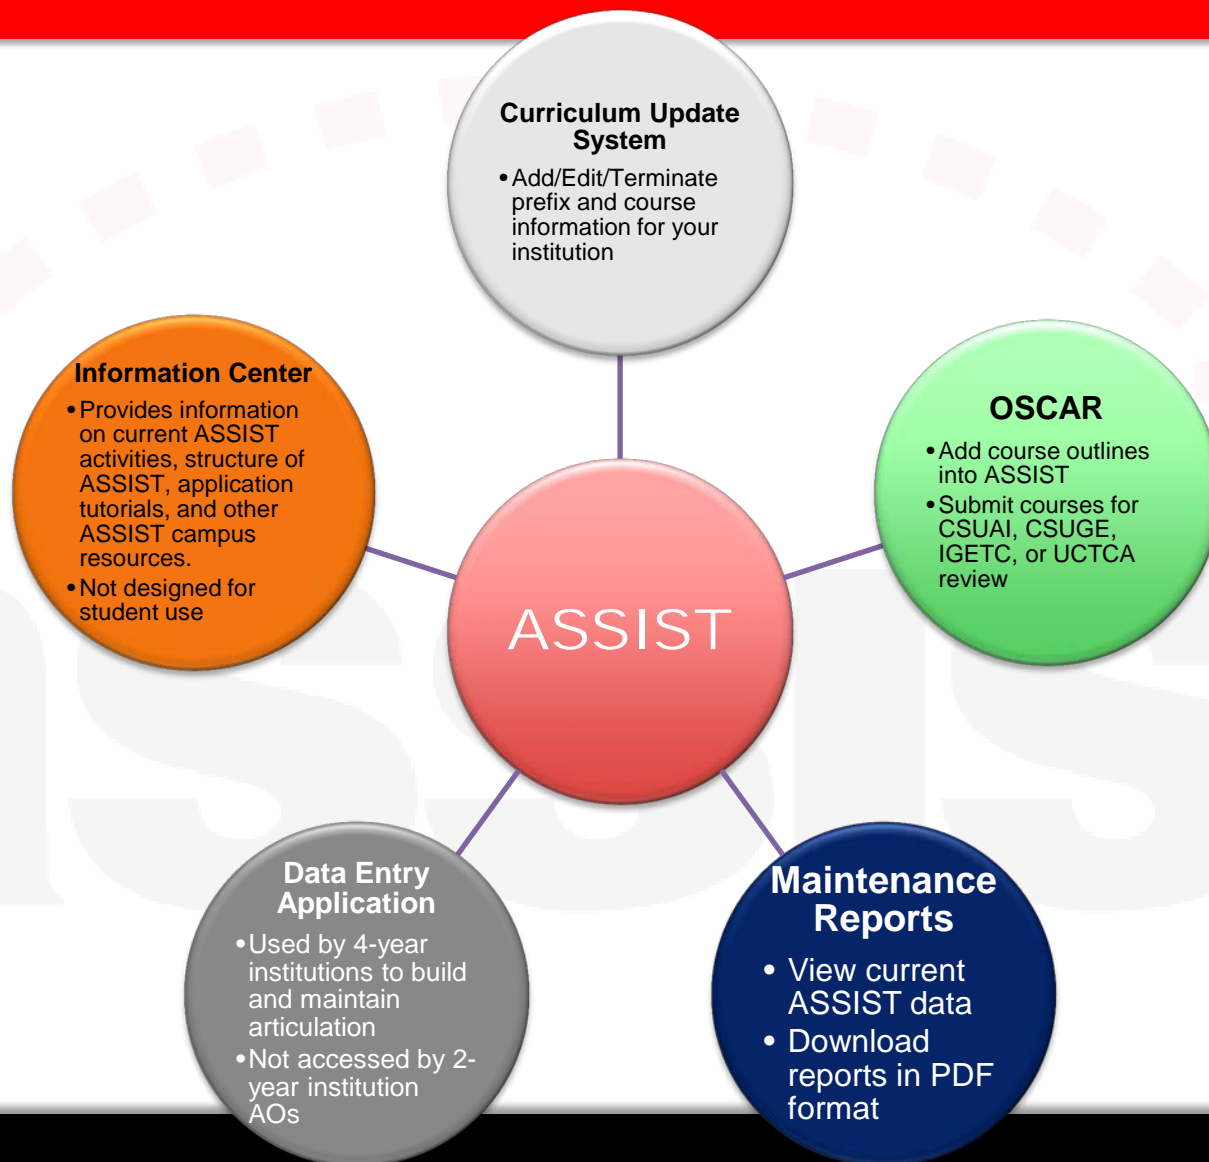 Curriculum Update
System
•Add/Edit/Terminate
prefix and course
information for your
institution
Information Center
•Provides information
on current ASSIST
activities, structure of
ASSIST, application
tutorials, and other
ASSIST campus
resources.
•Not designed for
student use
OSCAR
•Add course outlines
into ASSIST
•Submit courses for
CSUAI, CSUGE,
IGETC, or UCTCA
review
ASSIST
Data Entry
Application
•Used by 4-year
institutions to build
and maintain
articulation
•Not accessed by 2-
year institution
AOs
Maintenance
Reports
• View current
ASSIST data
• Download
reports in PDF
format
assist